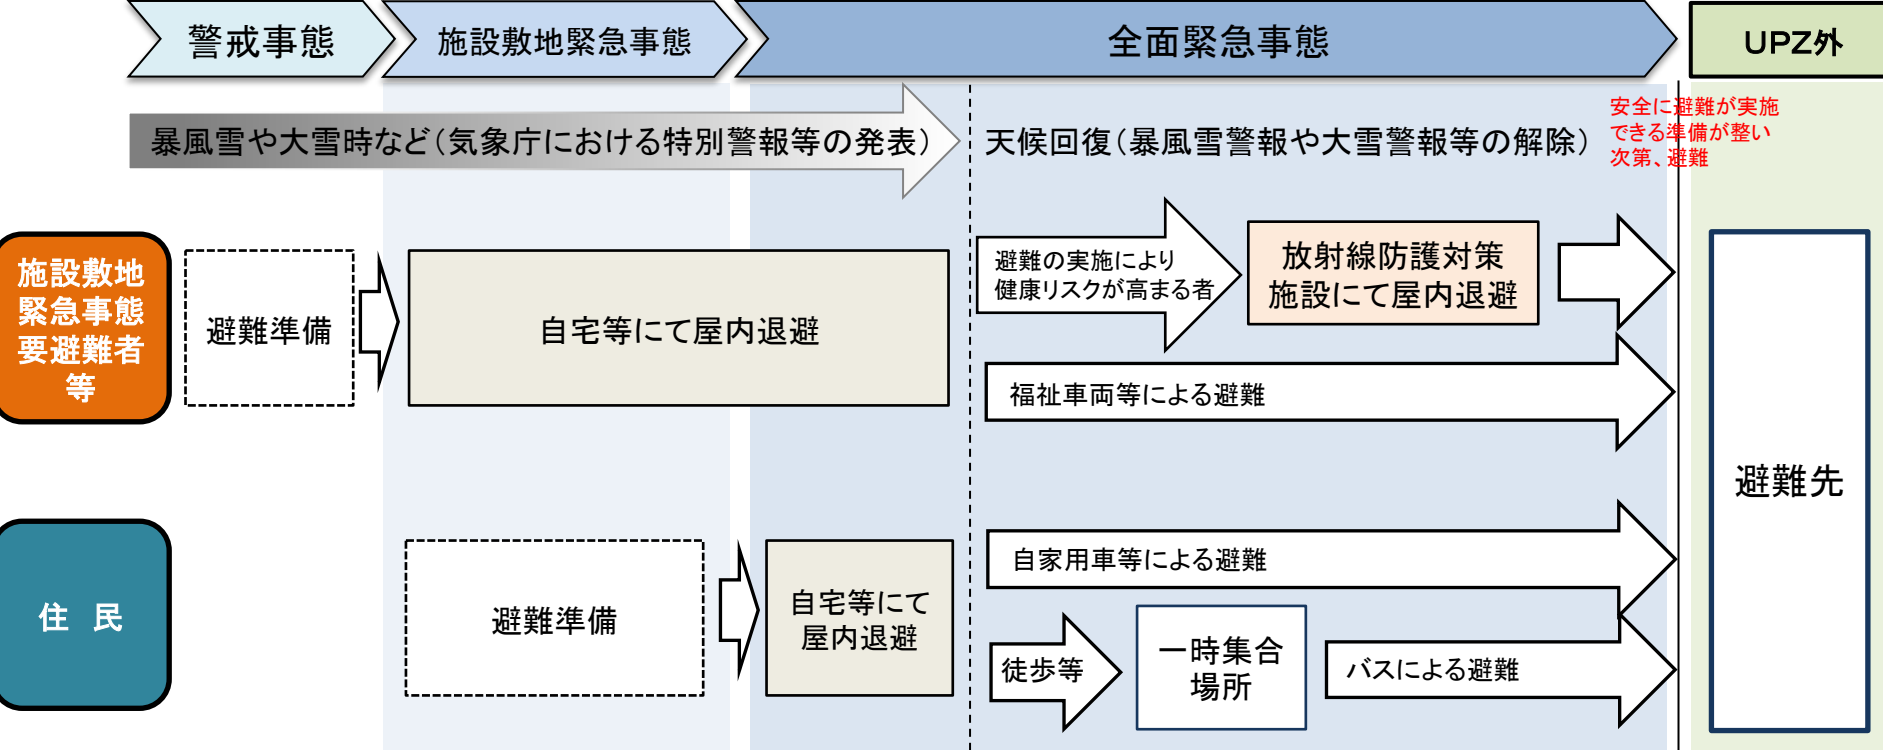 警戒事態
施設敷地緊急事態
全面緊急事態
UPZ外
暴風雪や大雪時など（気象庁における特別警報等の発表）
天候回復（暴風雪警報や大雪警報等の解除）
安全に避難が実施
できる準備が整い
次第、避難
施設敷地
緊急事態
要避難者
等
避難準備
自宅等にて屋内退避
避難の実施により
健康リスクが高まる者
放射線防護対策
施設にて屋内退避
福祉車両等による避難
避難先
住　民
避難準備
自宅等にて
屋内退避
自家用車等による避難
徒歩等
一時集合
場所
バスによる避難